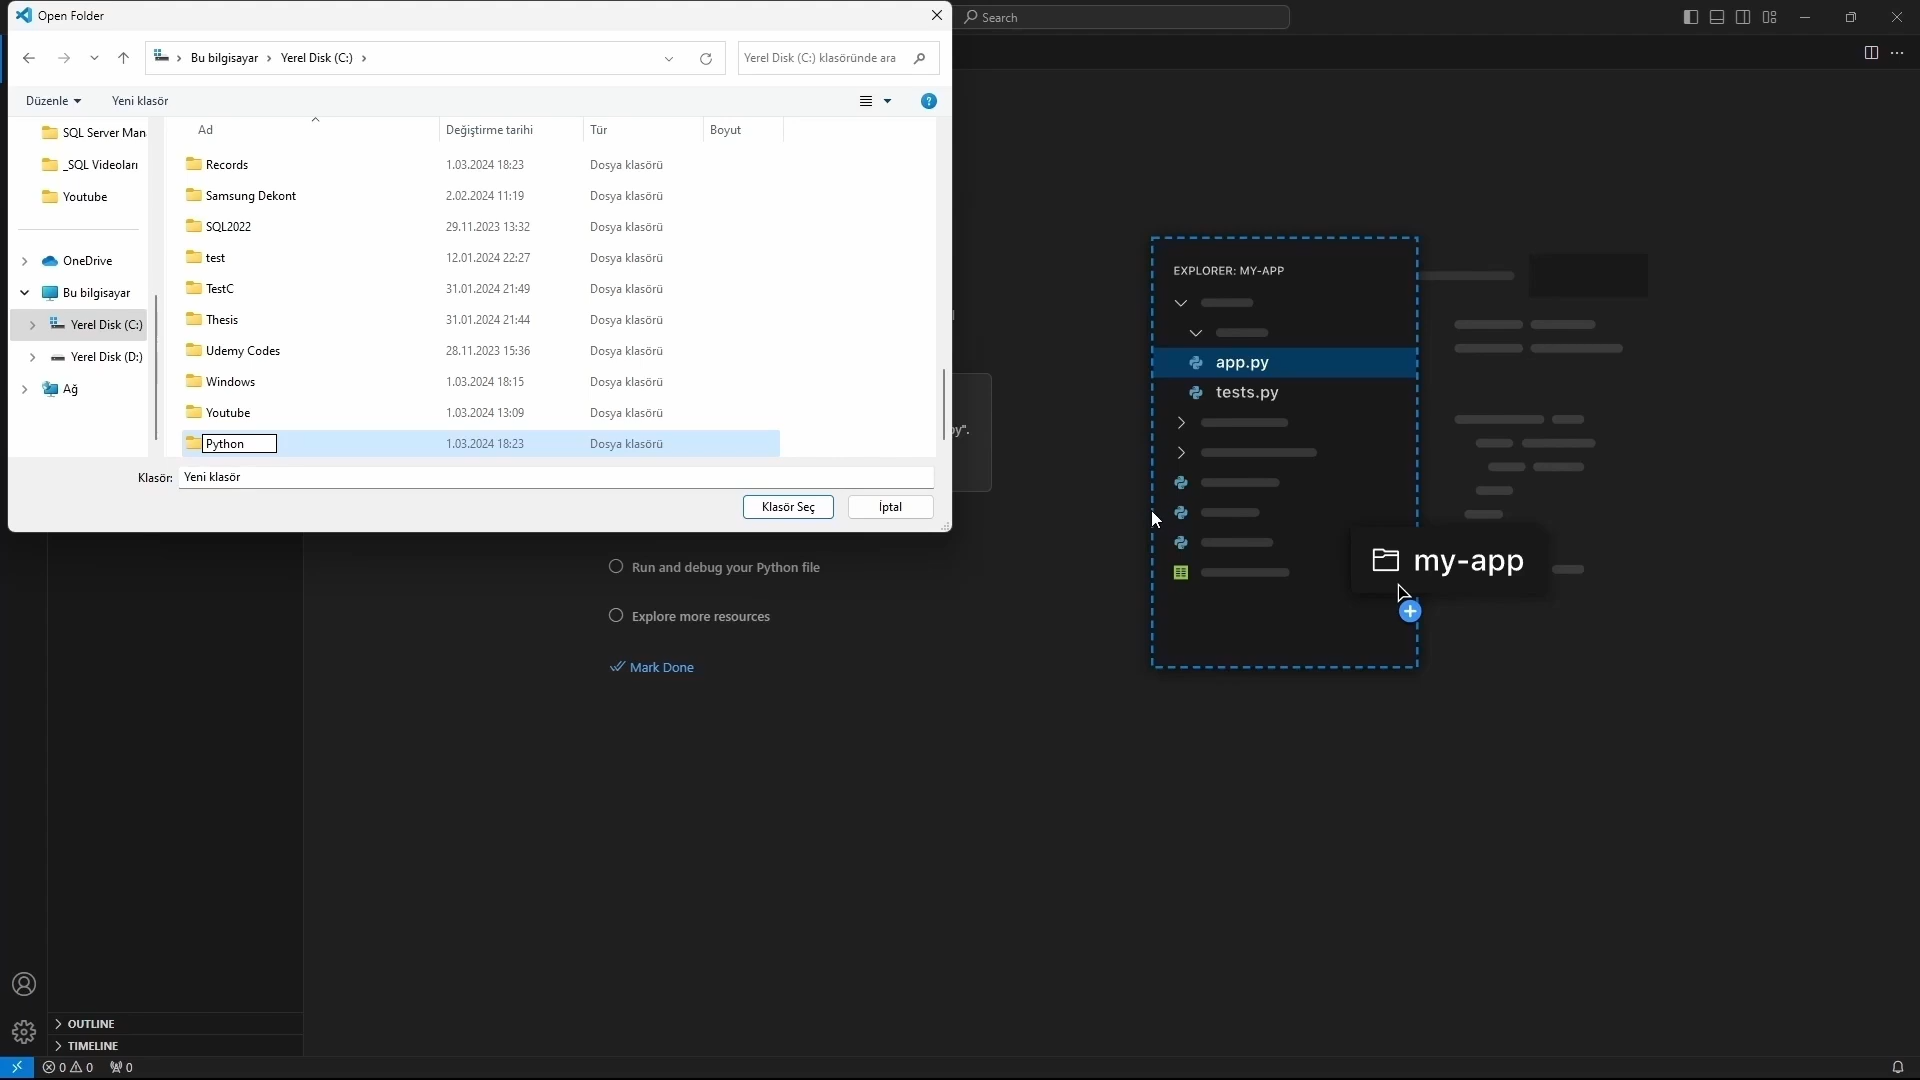 Open Folder
Search
Bu bilgisayar
Yerel Disk (C:)
Yerel Disk (C:) klasöründe ara
Düzenle
Yeni klasör
?
Ad
Değiştirme tarihi
Tür
Boyut
SQL Server Man
_SQL Videoları
Youtube
OneDrive
Bu bilgisayar
Yerel Disk (C:)
Yerel Disk (D:)
Ağ
Records 1.03.2024 18:23 Dosya klasörü
Samsung Dekont 2.02.2024 11:19 Dosya klasörü
SQL2022 29.11.2023 13:32 Dosya klasörü
test 12.01.2024 22:27 Dosya klasörü
TestC 31.01.2024 21:49 Dosya klasörü
Thesis 31.01.2024 21:44 Dosya klasörü
Udemy Codes 28.11.2023 15:36 Dosya klasörü
Windows 1.03.2024 18:15 Dosya klasörü
Youtube 1.03.2024 13:09 Dosya klasörü
Python 1.03.2024 18:23 Dosya klasörü
Klasör: Yeni klasör
Klasör Seç
İptal
py".
Run and debug your Python file
Explore more resources
Mark Done
EXPLORER: MY-APP
app.py
tests.py
my-app
OUTLINE
TIMELINE
0 0 0